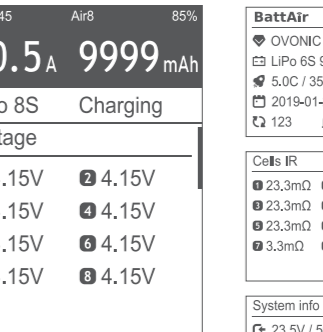 45 Air8 85%
0.5A 9999mAh
o 8S Charging
tage
.15V 2 4.15V
.15V 4 4.15V
.15V 6 4.15V
.15V 8 4.15V
BattAir
OVONIC
LiPo 6S 9
5.0C / 35
2019-01-
123
Cells IR
1 23.3mΩ
3 23.3mΩ
5 23.3mΩ
7 3.3mΩ
System info
23.5V / 5